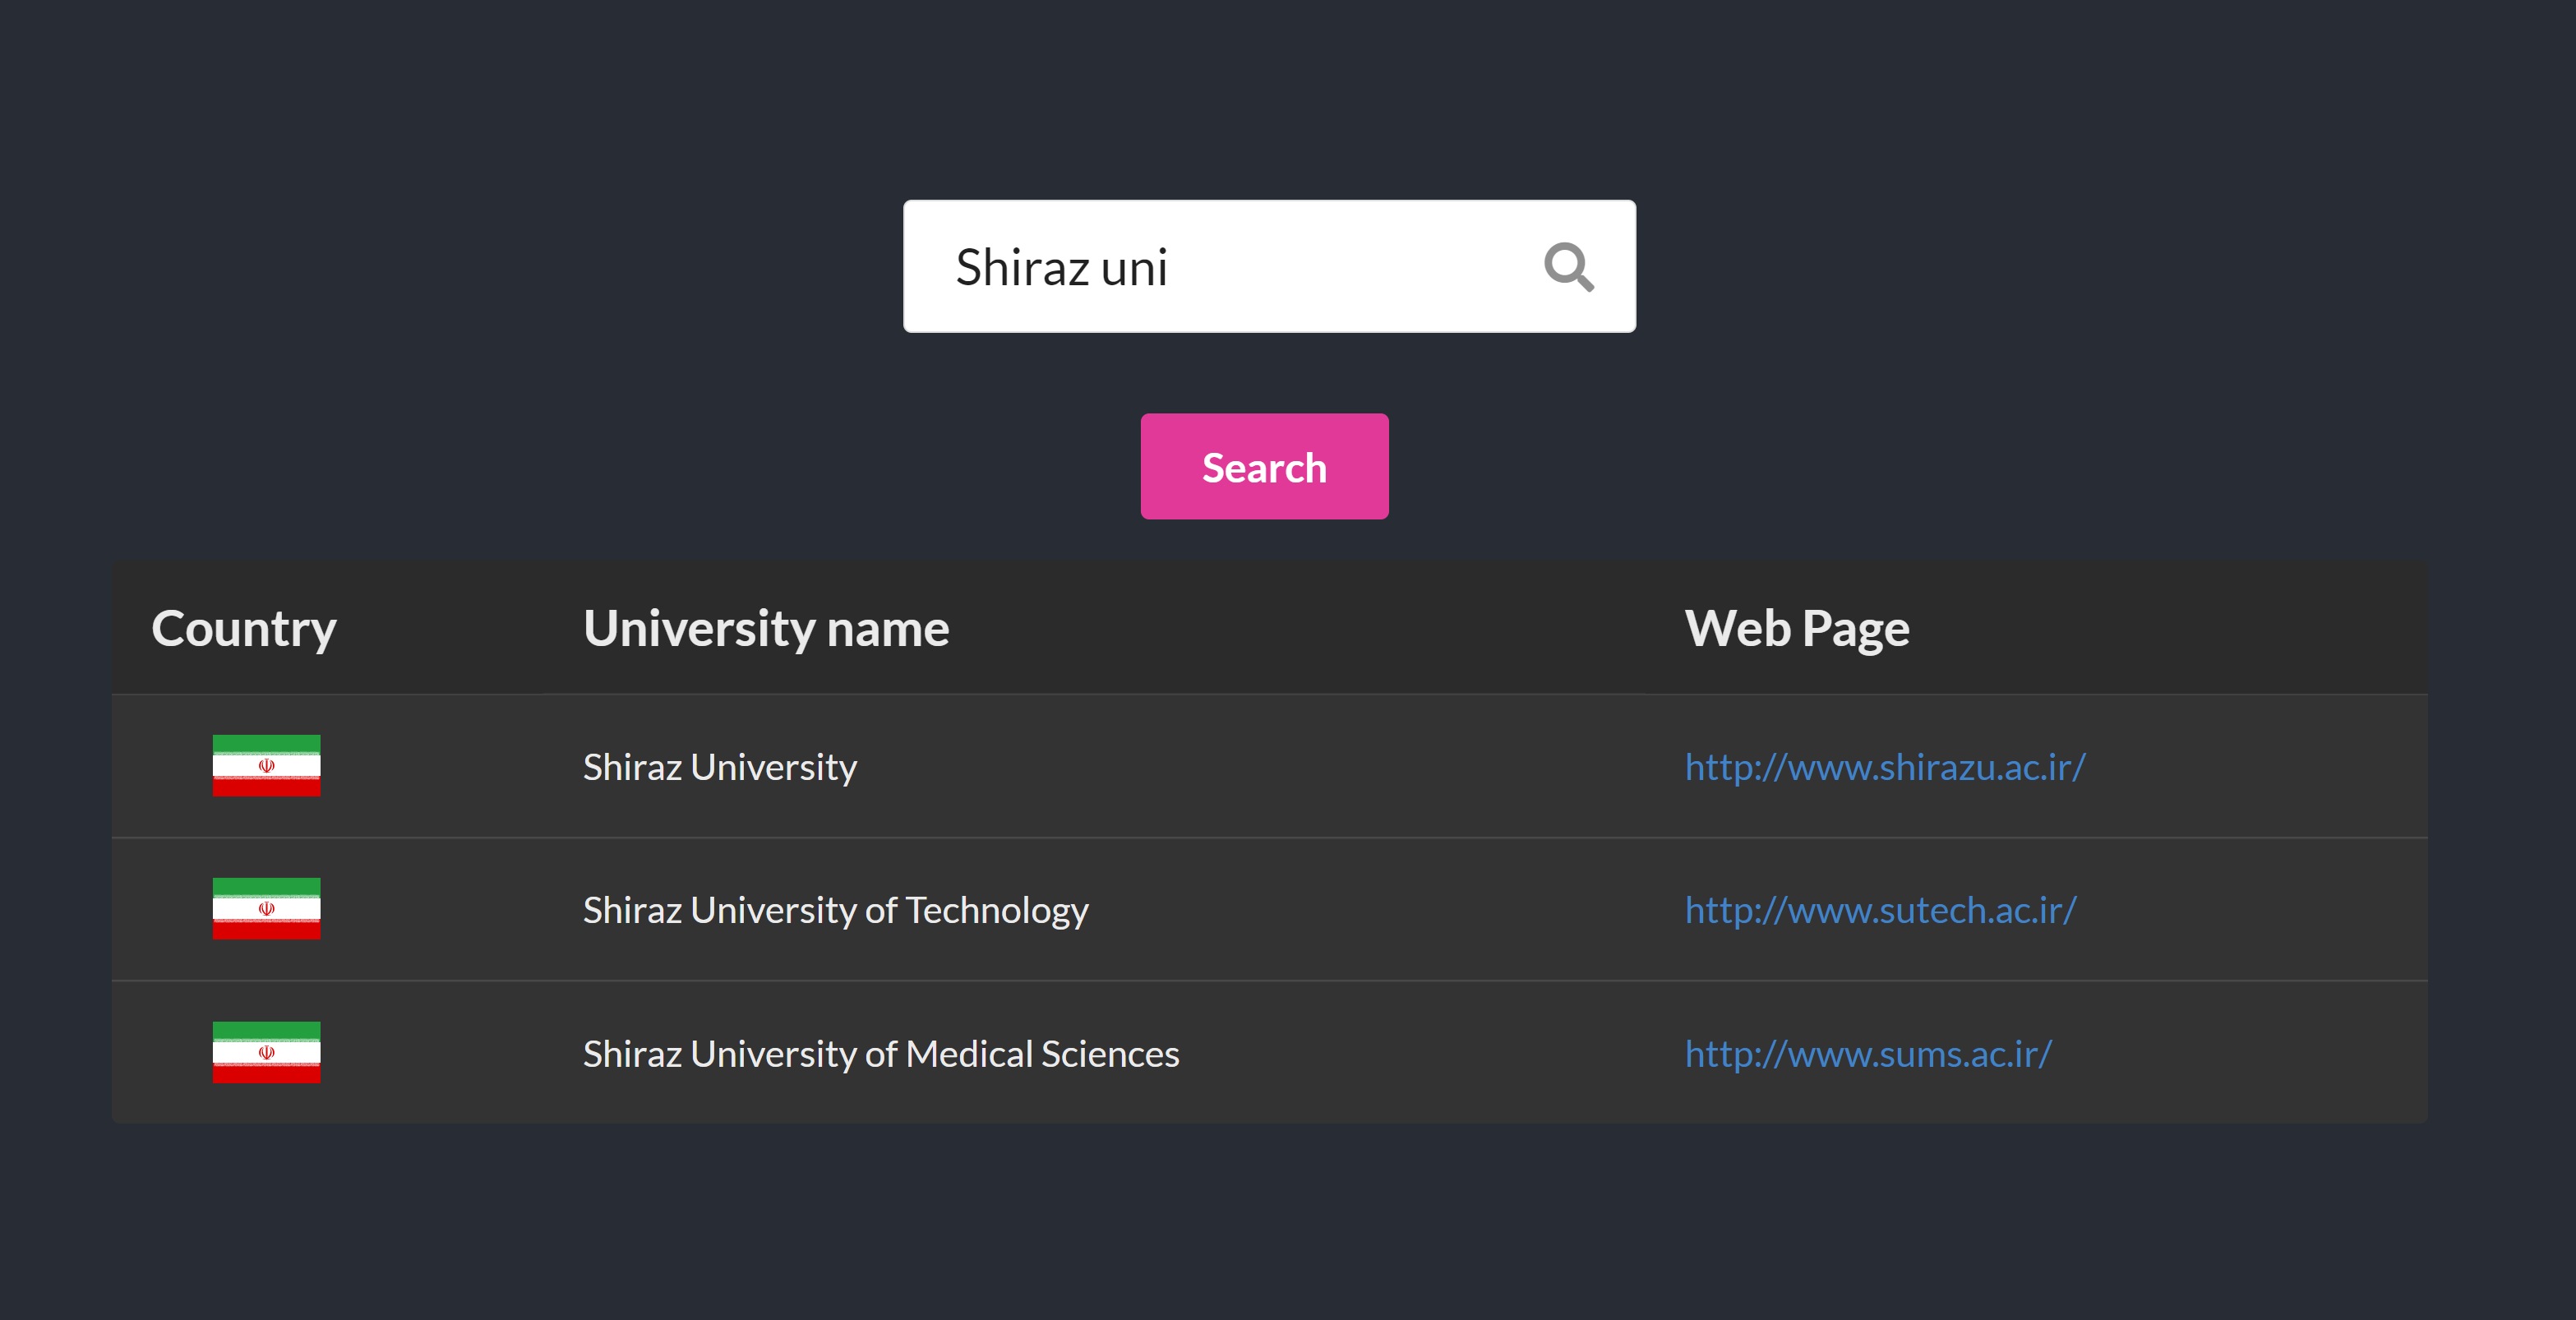 Shiraz uni
Search
Country University name Web Page
Shiraz University http://www.shirazu.ac.ir/
Shiraz University of Technology http://www.sutech.ac.ir/
Shiraz University of Medical Sciences http://www.sums.ac.ir/